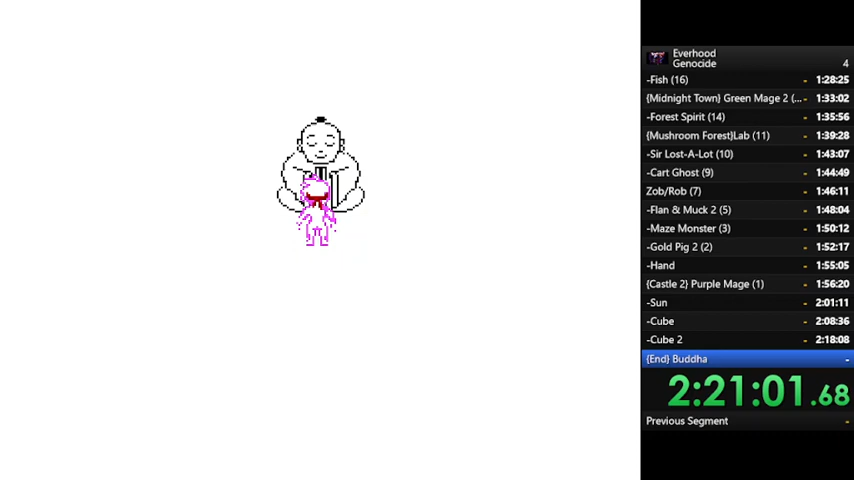 Everhood
Genocide 4
-Fish (16) - 1:28:25
{Midnight Town} Green Mage 2 (... - 1:33:02
-Forest Spirit (14) - 1:35:56
{Mushroom Forest}Lab (11) - 1:39:28
-Sir Lost-A-Lot (10) - 1:43:07
-Cart Ghost (9) - 1:44:49
Zob/Rob (7) - 1:46:11
-Flan & Muck 2 (5) - 1:48:04
-Maze Monster (3) - 1:50:12
-Gold Pig 2 (2) - 1:52:17
-Hand - 1:55:05
{Castle 2} Purple Mage (1) - 1:56:20
-Sun - 2:01:11
-Cube - 2:08:36
-Cube 2 - 2:18:08
{End} Buddha -
2:21:01.68
Previous Segment -